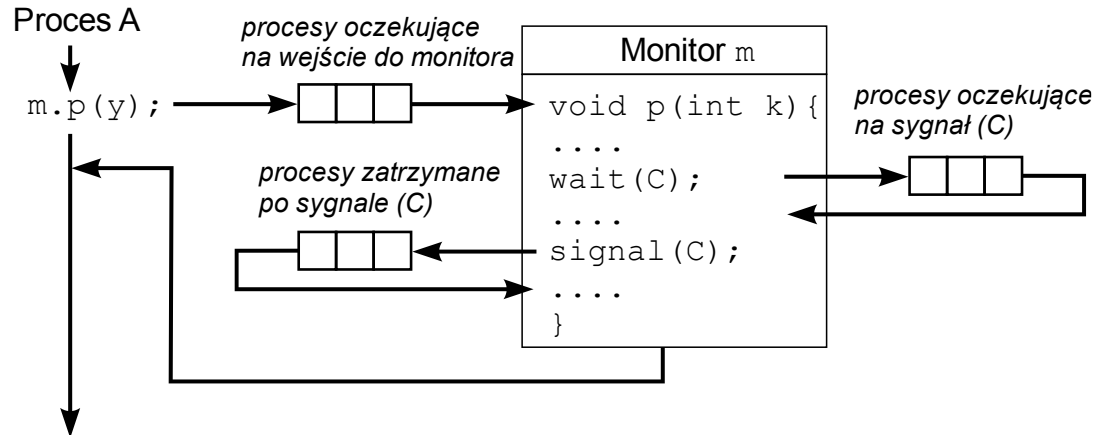 Proces A
procesy oczekujące
na wejście do monitora
Monitor m
m.p(y);
void p(int k){
....
wait(C);
....
signal(C);
....
}
procesy oczekujące
na sygnał (C)
procesy zatrzymane
po sygnale (C)